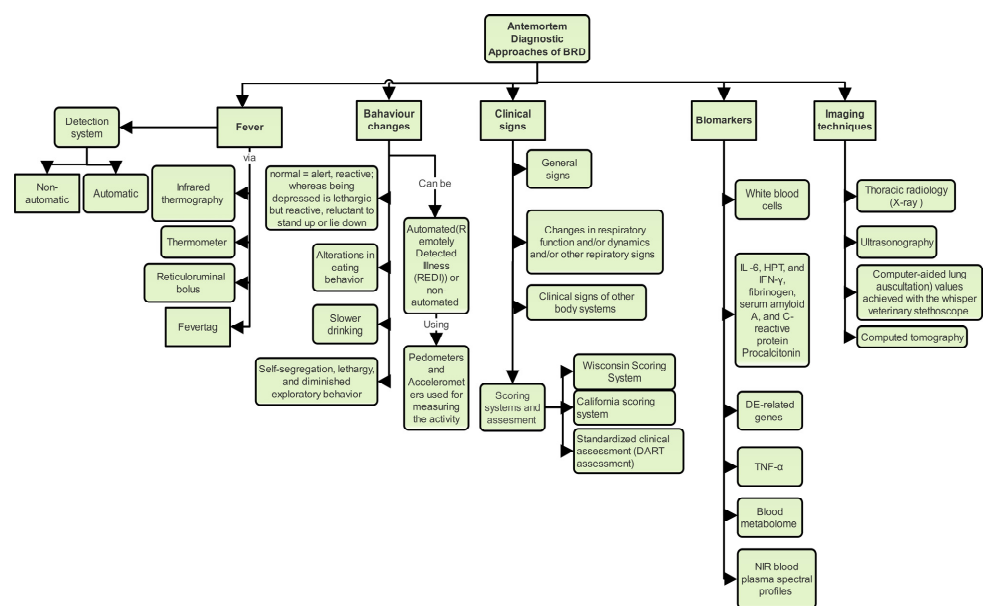 Antemortem
Diagnostic
Approaches of BRD
Detection
system
Fever
Bahaviour
changes
Clinical
signs
Biomarkers
Imaging
techniques
Non-
automatic
Automatic
via
Infrared
thermography
Thermometer
Reticuloruminal
bolus
Fevertag
normal = alert, reactive;
whereas being
depressed is lethargic
but reactive, reluctant to
stand up or lie down
Alterations in
eating behavior
Slower
drinking
Self-segregation, lethargy,
and diminished
exploratory behavior
Can be
Automated(R
emotely
Detected
Illness
(REDI)) or
non
automated
Using
Pedometers
and
Acceleromet
ers used for
measuring
the activity
General
signs
Changes in respiratory
function and/or dynamics
and/or other repiratory signs
Clinical signs of other
body systems
Scoring
systems and
assesment
Wisconsin Scoring
System
California scoring
system
Standardized clinical
assessment (DART
assessment)
White blood
cells
IL-6, HPT, and
IFN-γ,
fibrinogen,
serum amyloid
A, and C-
reactive
protein
Procalcitonin
DE-related
genes
TNF-α
Blood
metabolome
NIR blood
plasma spectral
profiles
Thoracic radiology
(X-ray )
Ultrasonography
Computer-aided lung
auscultation) values
achieved with the whisper
veterinary stethoscope
Computed tomography